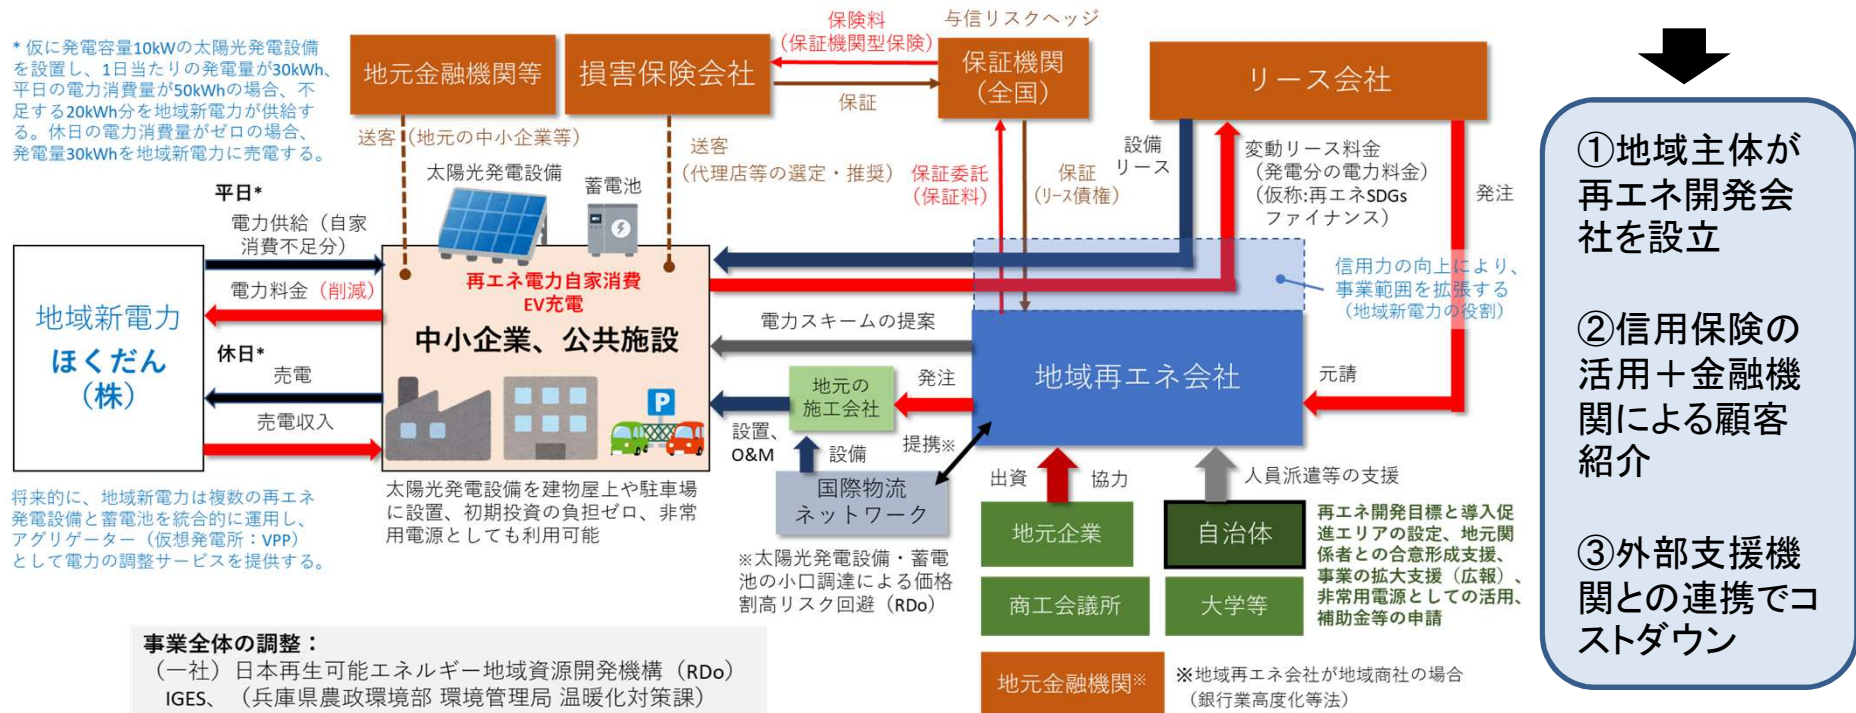 * 仮に発電容量10kWの太陽光発電設備
を設置し、1日当たりの発電量が30kWh、
平日の電力消費量が50kWhの場合、不
足する20kWh分を地域新電力が供給す
る。休日の電力消費量がゼロの場合、
発電量30kWhを地域新電力に売電する。
地元金融機関等
損害保険会社
保険料
(保証機関型保険)
保証
与信リスクヘッジ
保証機関
(全国)
リース会社
送客（地元の中小企業等）
送客
（代理店等の選定・推奨）
保証委託
(保証料)
保証
(リース債権)
設備
リース
変動リース料金
（発電分の電力料金）
(仮称:再エネSDGs
ファイナンス）
発注
太陽光発電設備
蓄電池
平日*
電力供給（自家
消費不足分）
電力料金（削減）
地域新電力
ほくだん
（株）
休日*
売電
売電収入
再エネ電力自家消費
EV充電
中小企業、公共施設
P
信用力の向上により、
事業範囲を拡張する
（地域新電力の役割）
電力スキームの提案
地域再エネ会社
元請
地元の
施工会社
発注
設置、
O&M
設備
提携※
国際物流
ネットワーク
出資
協力
人員派遣等の支援
将来的に、地域新電力は複数の再エネ
発電設備と蓄電池を統合的に運用し、
アグリゲーター（仮想発電所：VPP）
として電力の調整サービスを提供する。
太陽光発電設備を建物屋上や駐車場
に設置、初期投資の負担ゼロ、非常
用電源としても利用可能
※太陽光発電設備・蓄電
池の小口調達による価格
割高リスク回避（RDo）
地元企業
自治体
商工会議所
大学等
再エネ開発目標と導入促
進エリアの設定、地元関
係者との合意形成支援、
事業の拡大支援（広報）、
非常用電源としての活用、
補助金等の申請
地元金融機関※
※地域再エネ会社が地域商社の場合
（銀行業高度化等法）
事業全体の調整：
（一社）日本再生可能エネルギー地域資源開発機構（RDo）
IGES、（兵庫県農政環境部 環境管理局 温暖化対策課）
①地域主体が
再エネ開発会
社を設立
②信用保険の
活用＋金融機
関による顧客
紹介
③外部支援機
関との連携でコ
ストダウン